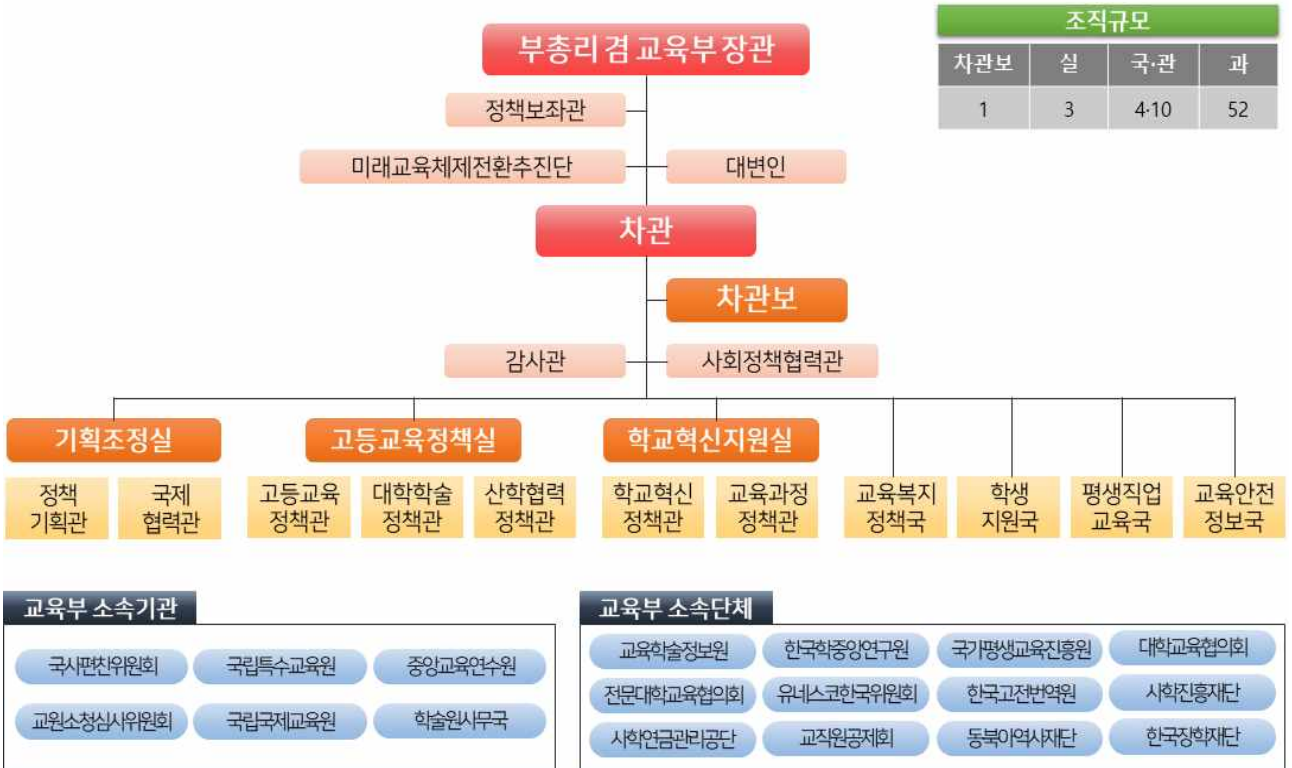 조직규모
부총리 겸 교육부 장관
차관보 실 국·관 과
1 3 4·10 52
정책보좌관
미래교육체제전환추진단 대변인
차관
차관보
감사관 사회정책협력관
기획조정실 고등교육정책실 학교혁신지원실
정책
기획관
국제
협력관
고등교육
정책관
대학학술
정책관
산학협력
정책관
학교혁신
정책관
교육과정
정책관
교육복지
정책국
학생
지원국
평생직업
교육국
교육안전
정보국
교육부 소속기관
국사편찬위원회 국립특수교육원 중앙교육연수원
교원소청심사위원회 국립국제교육원 학술원사무국
교육부 소속단체
교육학술정보원 한국학중앙연구원 국가평생교육진흥원 대학교육협의회
전문대학교육협의회 유네스코한국위원회 한국고전번역원 사학진흥재단
사학연금관리공단 교직원공제회 동북아역사재단 한국장학재단